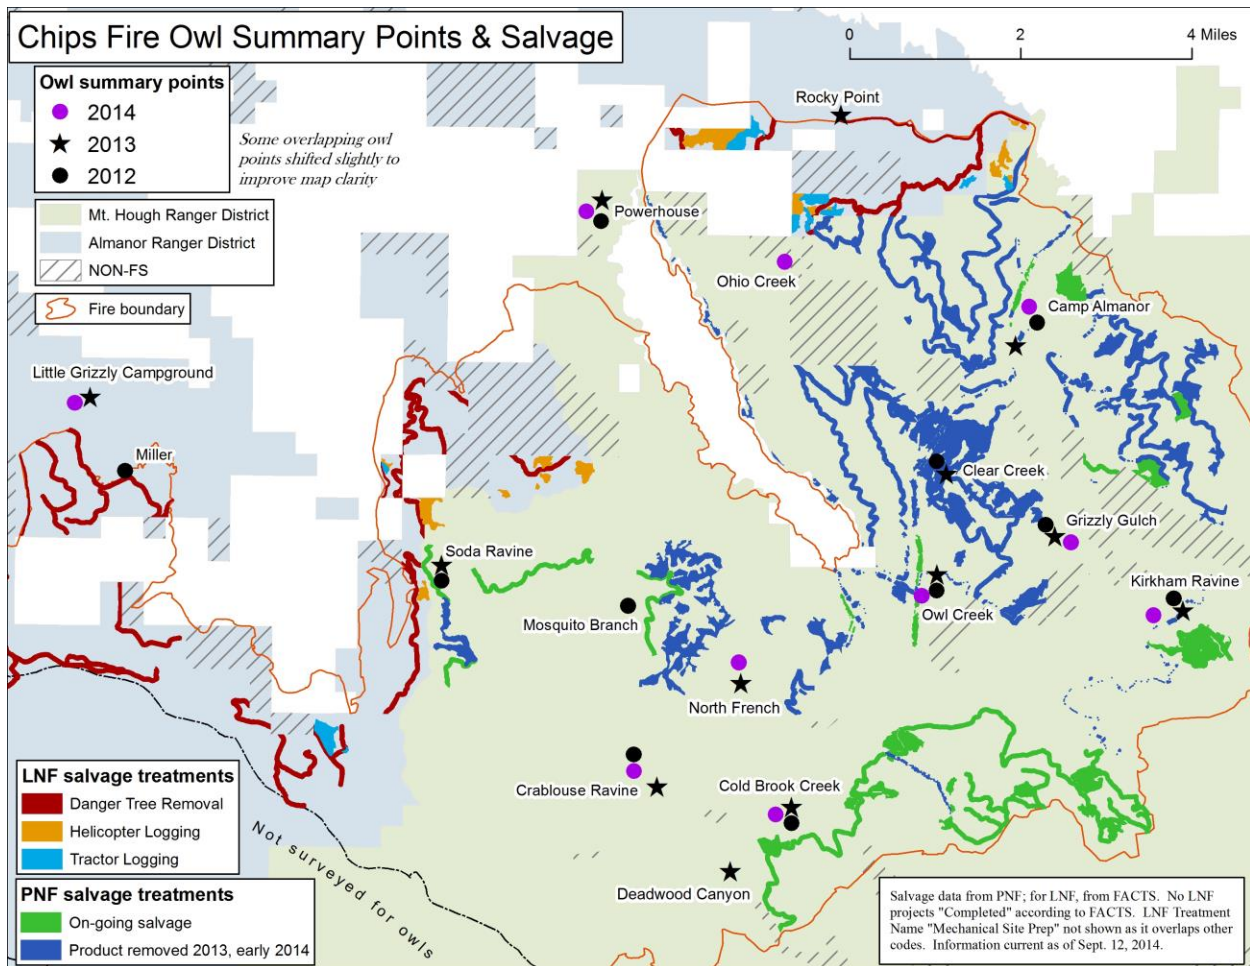 Chips Fire Owl Summary Points & Salvage
0 2 4 Miles
Owl summary points
2014
2013
2012
Some overlapping owl
points shifted slightly to
improve map clarity
Mt. Hough Ranger District
Almanor Ranger District
NON-FS
Fire boundary
Rocky Point
Powerhouse
Ohio Creek
Camp Almanor
Little Grizzly Campground
Miller
Clear Creek
Grizzly Gulch
Soda Ravine
Kirkham Ravine
Mosquito Branch
Owl Creek
North French
Crablouse Ravine
Cold Brook Creek
Deadwood Canyon
Not surveyed for owls
LNF salvage treatments
Danger Tree Removal
Helicopter Logging
Tractor Logging
PNF salvage treatments
On-going salvage
Product removed 2013, early 2014
Salvage data from PNF; for LNF, from FACTS. No LNF
projects "Completed" according to FACTS. LNF Treatment
Name "Mechanical Site Prep" not shown as it overlaps other
codes. Information current as of Sept. 12, 2014.